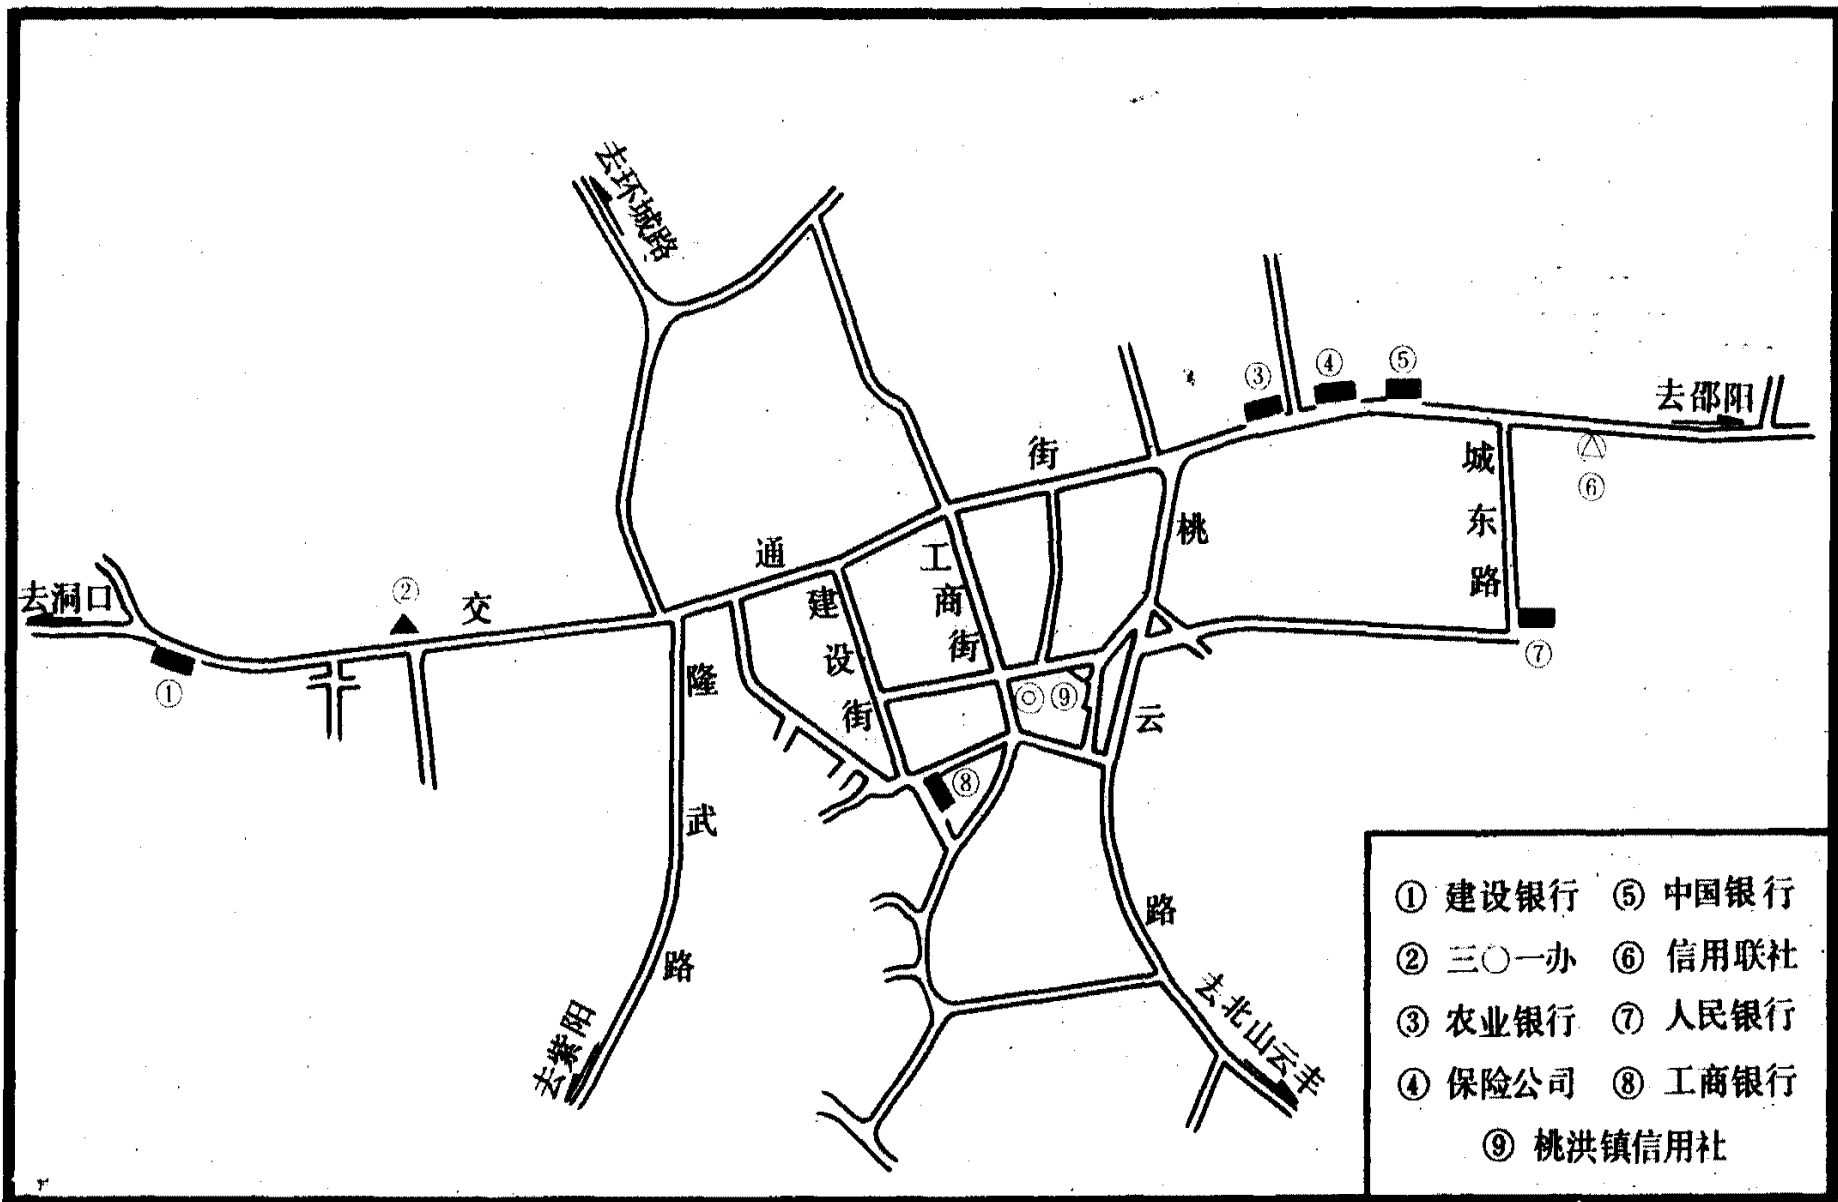 去环城路
③
④
⑤
去邵阳
街
城东路
⑥
桃云路
通
工商街
去洞口
②
交
建设街
⑦
①
隆武路
◎
⑨
⑧
去紫阳
去北山云丰
① 建设银行 ⑤ 中国银行
② 三〇一办 ⑥ 信用联社
③ 农业银行 ⑦ 人民银行
④ 保险公司 ⑧ 工商银行
⑨ 桃洪镇信用社